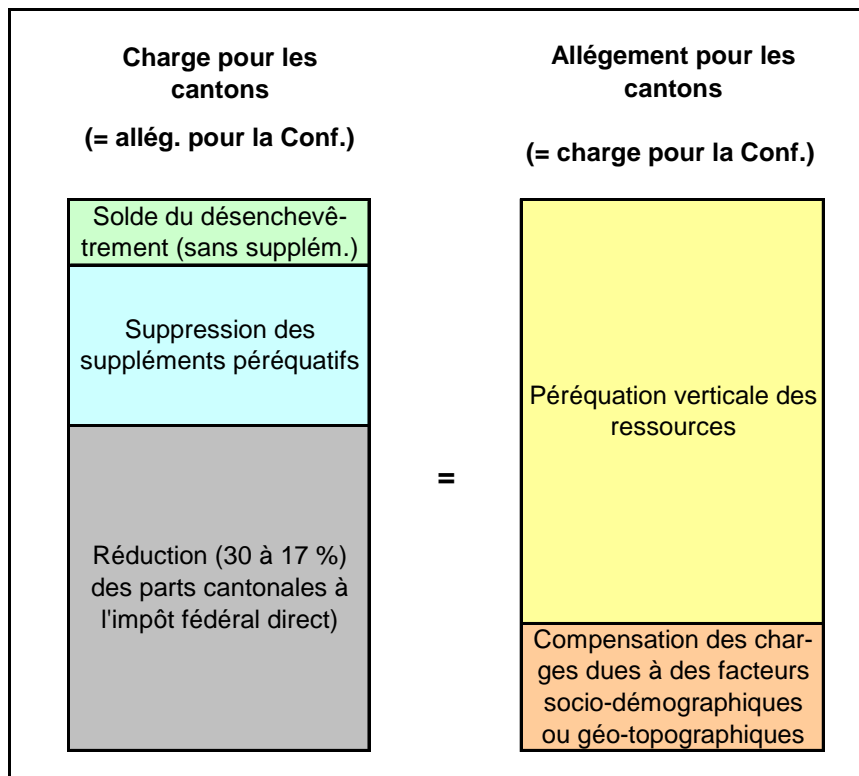 Charge pour les
cantons
(= allég. pour la Conf.)
Allégement pour les
cantons
(= charge pour la Conf.)
Solde du désenchevê-
trement (sans supplém.)
Suppression des
suppléments péréquatifs
Réduction (30 à 17 %)
des parts cantonales à
l'impôt fédéral direct)
=
Péréquation verticale des
ressources
Compensation des char-
ges dues à des facteurs
socio-démographiques
ou géo-topographiques